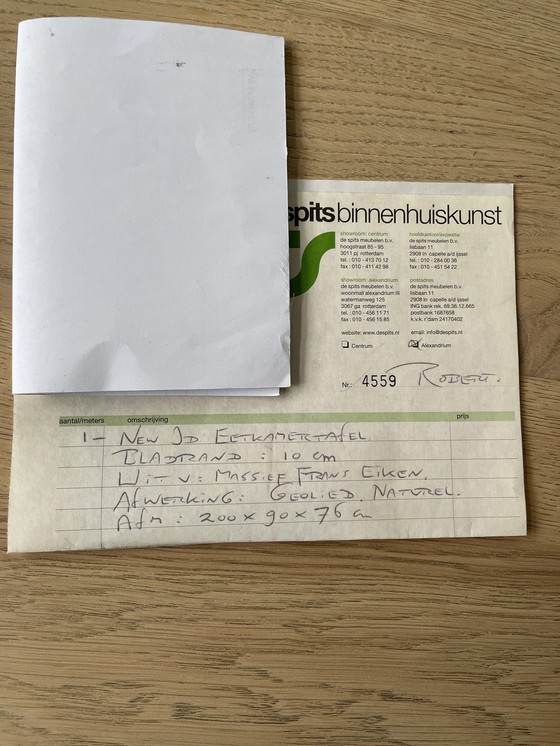 spits binnenhuiskunst
showroom: centrum
de spits meubelen b.v.
hoogstraat 85 - 95
3011 pj rotterdam
tel.: 010 - 413 70 12
fax : 010 - 411 42 98
hoofdkantoor/expeditie
de spits meubelen b.v.
lisbaan 11
2908 ln capelle a/d ijssel
tel.: 010 - 284 00 36
fax : 010 - 451 54 22
showroom: alexandrium
de spits meubelen b.v.
woonmall alexandrium III
watermanweg 125
3067 ga rotterdam
tel.: 010 - 456 11 71
fax : 010 - 456 15 85
postadres
de spits meubelen b.v.
lisbaan 11
2908 ln capelle a/d ijssel
ING bank rek. 69.36.12.665
postbank 1687658
k.v.k. r'dam 24170402
website: www.despits.nl email: info@despits.nl
Centrum Alexandrium
Nr.: 4559 ROBERT.
aantal/meters omschrijving prijs
1- NEW ID EETKAMERTAFEL
BLADRAND : 10 cm
UIT V: MASSIEF FRANS EIKEN.
AFWERKING: GEOLIED. NATUREL.
AFM : 200 x 90 x 76 cm